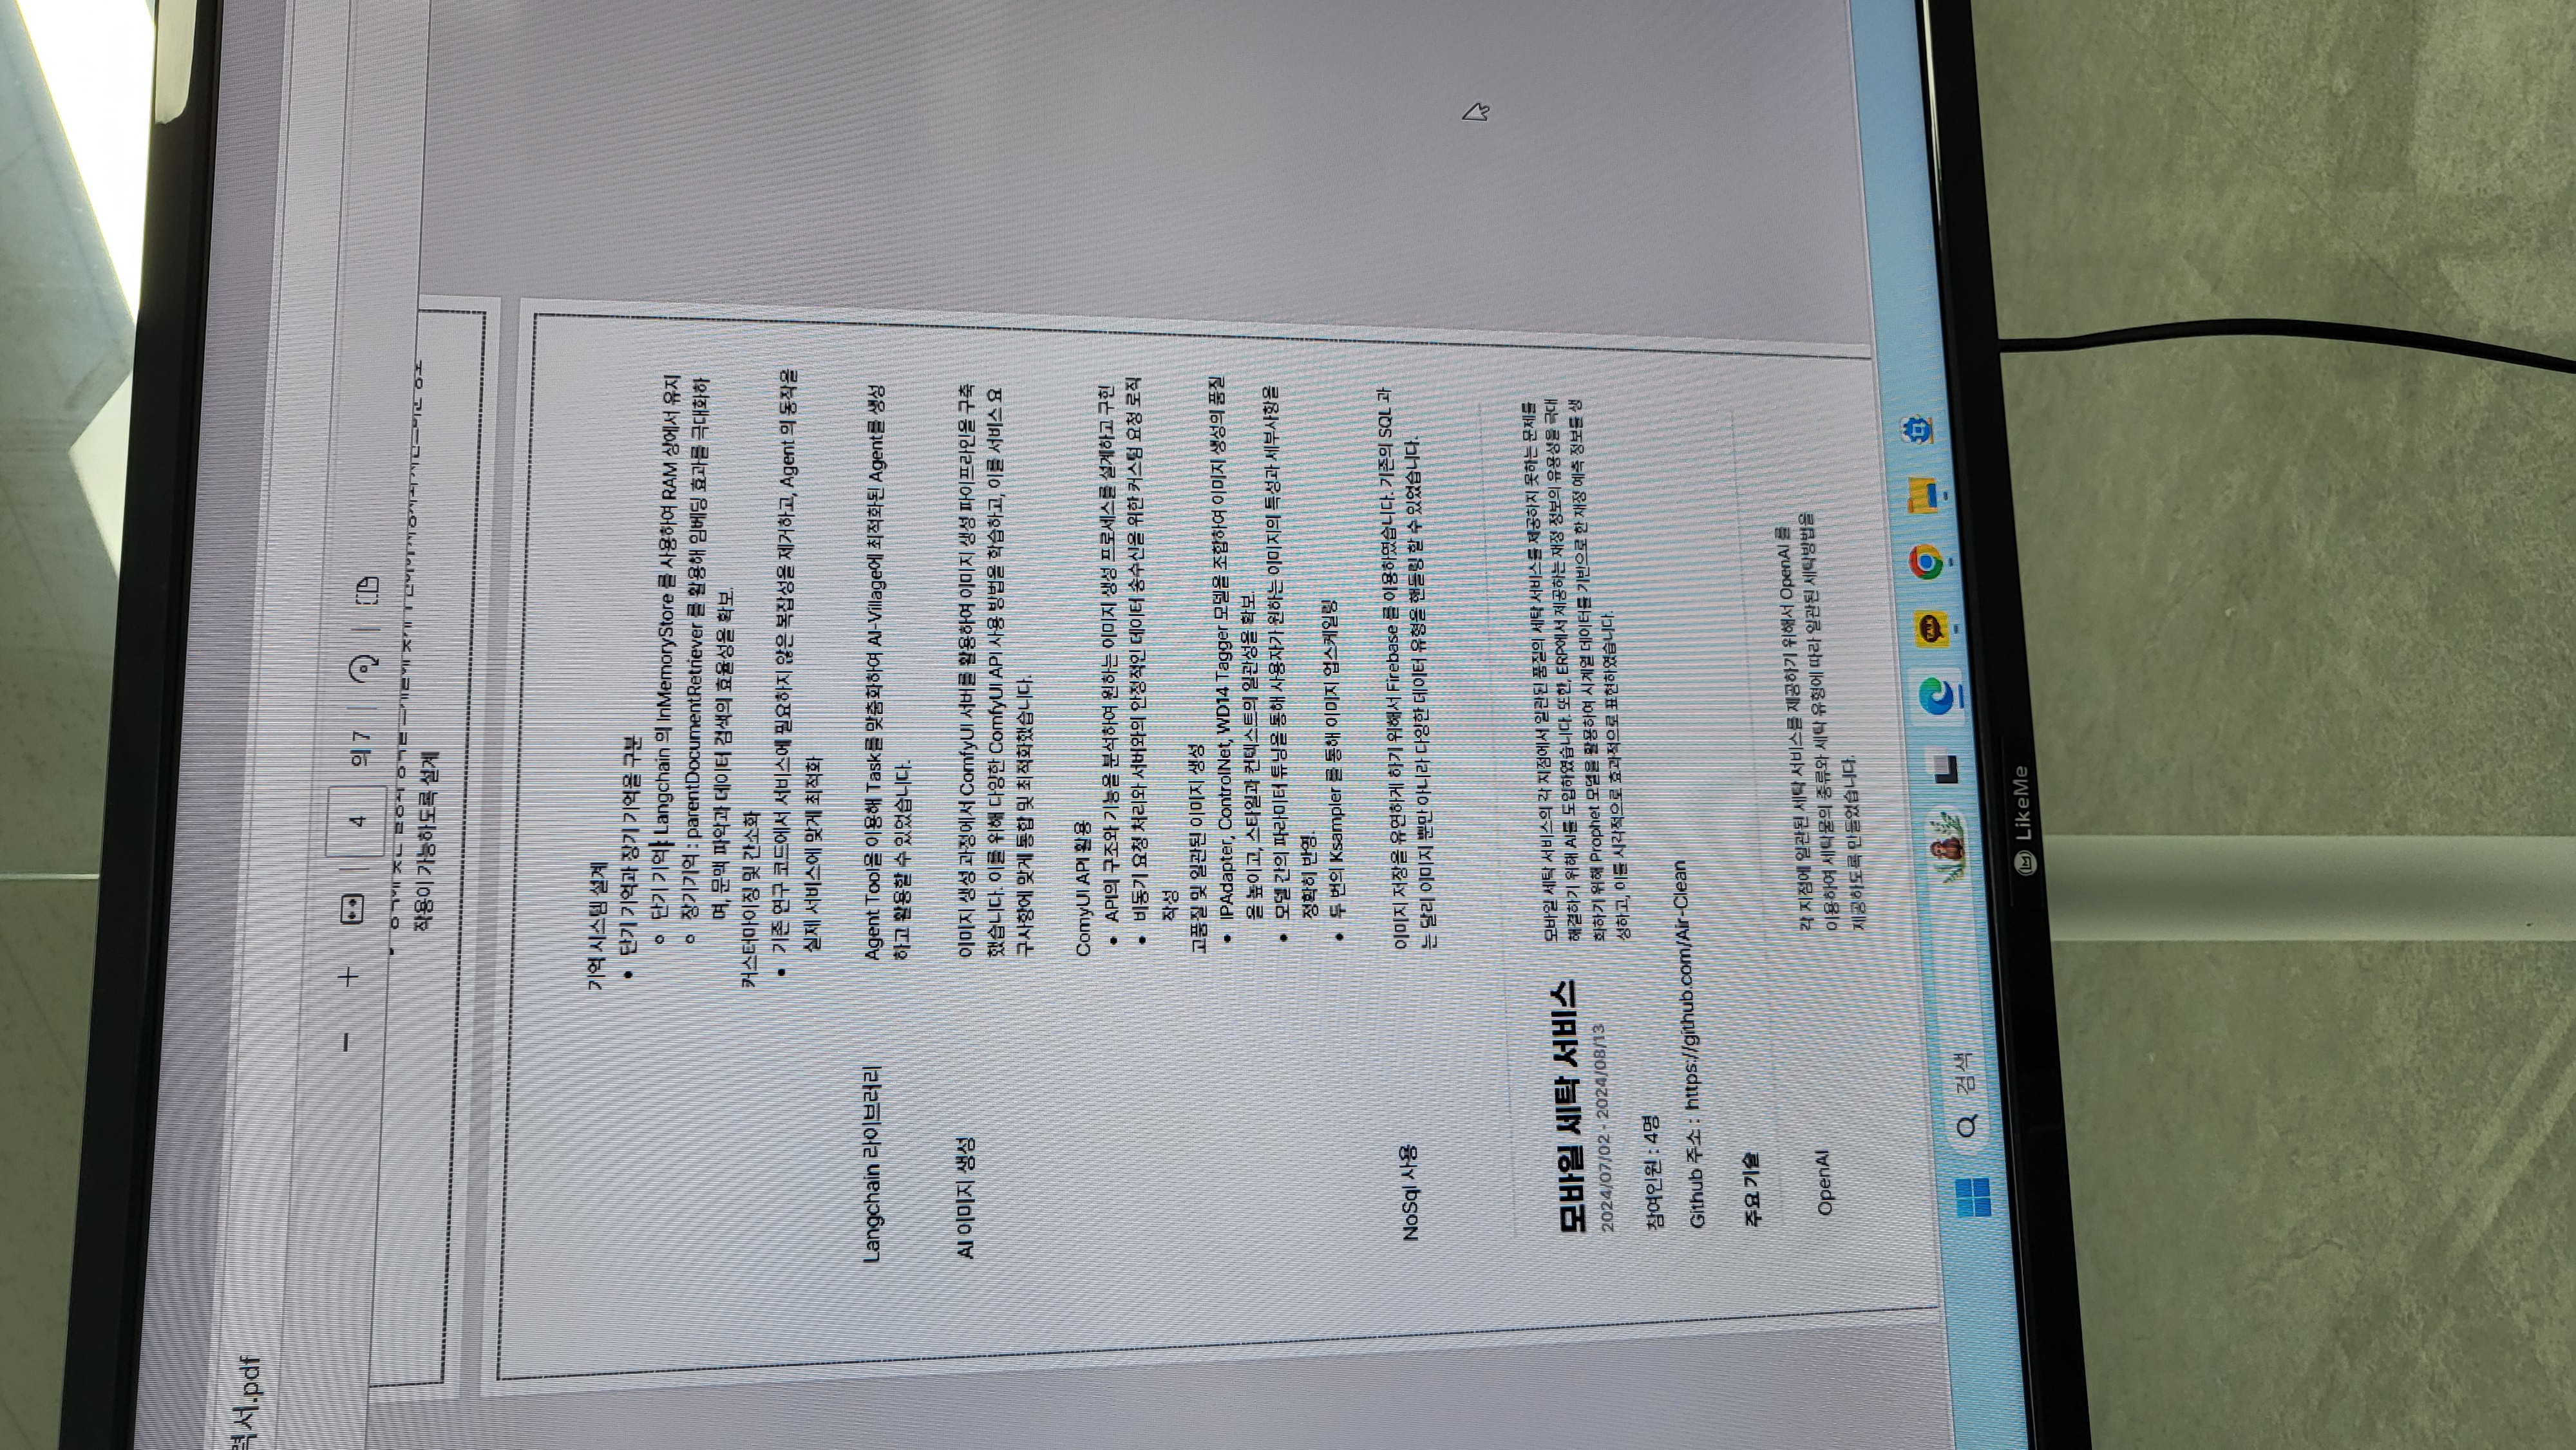 력서.pdf
4 의 7
작용이 가능하도록 설계
기억 시스템 설계
• 단기 기억과 장기 기억을 구분
단기 기억: Langchain 의 InMemoryStore 를 사용하여 RAM 상에서 유지
장기기억 : parentDocumentRetriever 를 활용해 임베딩 효과를 극대화하
며, 문맥 파악과 데이터 검색의 효율성을 확보.
커스터마이징 및 간소화
• 기존 연구 코드에서 서비스에 필요하지 않은 복잡성을 제거하고, Agent 의 동작을
실제 서비스에 맞게 최적화
Langchain 라이브러리
Agent Tool을 이용해 Task를 맞춤화하여 AI-Village에 최적화된 Agent를 생성
하고 활용할 수 있었습니다.
AI 이미지 생성
이미지 생성 과정에서 ComfyUI 서버를 활용하여 이미지 생성 파이프라인을 구축
했습니다. 이를 위해 다양한 ComfyUI API 사용 방법을 학습하고, 이를 서비스 요
구사항에 맞게 통합 및 최적화했습니다.
ComyUI API 활용
• API의 구조와 기능을 분석하여 원하는 이미지 생성 프로세스를 설계하고 구현
• 비동기 요청 처리와 서버와의 안정적인 데이터 송수신을 위한 커스텀 요청 로직
작성
고품질 및 일관된 이미지 생성
• IPAdapter, ControlNet, WD14 Tagger 모델을 조합하여 이미지 생성의 품질
을 높이고, 스타일과 컨텍스트의 일관성을 확보.
• 모델 간의 파라미터 튜닝을 통해 사용자가 원하는 이미지의 특성과 세부사항을
정확히 반영.
• 두 번의 Ksampler 를 통해 이미지 업스케일링
NoSql 사용
이미지 저장을 유연하게 하기 위해서 Firebase 를 이용하였습니다. 기존의 SQL 과
는 달리 이미지 뿐만 아니라 다양한 데이터 유형을 핸들링 할 수 있었습니다.
모바일 세탁 서비스
2024/07/02 - 2024/08/13
모바일 세탁 서비스의 각 지점에서 일관된 품질의 세탁 서비스를 제공하지 못하는 문제를
해결하기 위해 AI를 도입하였습니다. 또한, ERP에서 제공하는 재정 정보의 유용성을 극대
화하기 위해 Prophet 모델을 활용하여 시계열 데이터를 기반으로 한 재정 예측 정보를 생
성하고, 이를 시각적으로 효과적으로 표현하였습니다.
참여인원 : 4명
Github 주소 : https://github.com/Air-Clean
주요 기술
OpenAI
각 지점에 일관된 세탁 서비스를 제공하기 위해서 OpenAI 를
이용하여 세탁물의 종류와 세탁 유형에 따라 일관된 세탁방법을
제공하도록 만들었습니다.
검색
TALK
LikeMe